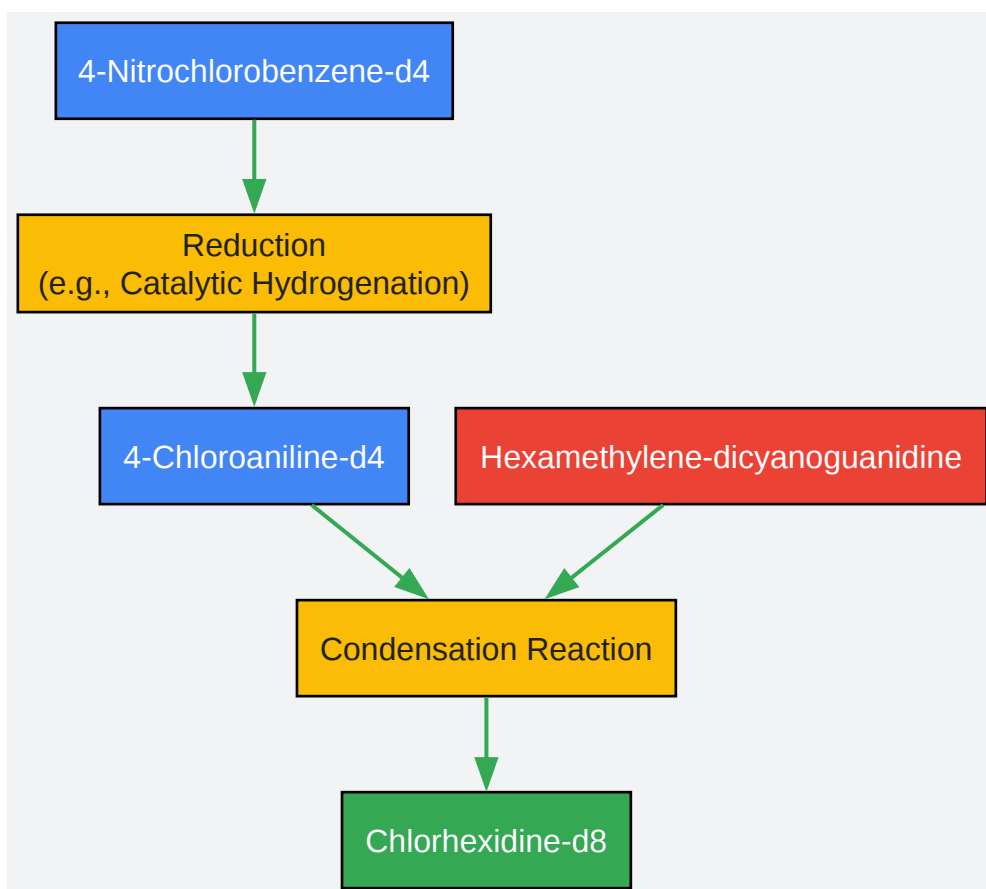 4-Nitrochlorobenzene-d4
Reduction
(e.g., Catalytic Hydrogenation)
4-Chloroaniline-d4
Hexamethylene-dicyanoguanidine
Condensation Reaction
Chlorhexidine-d8